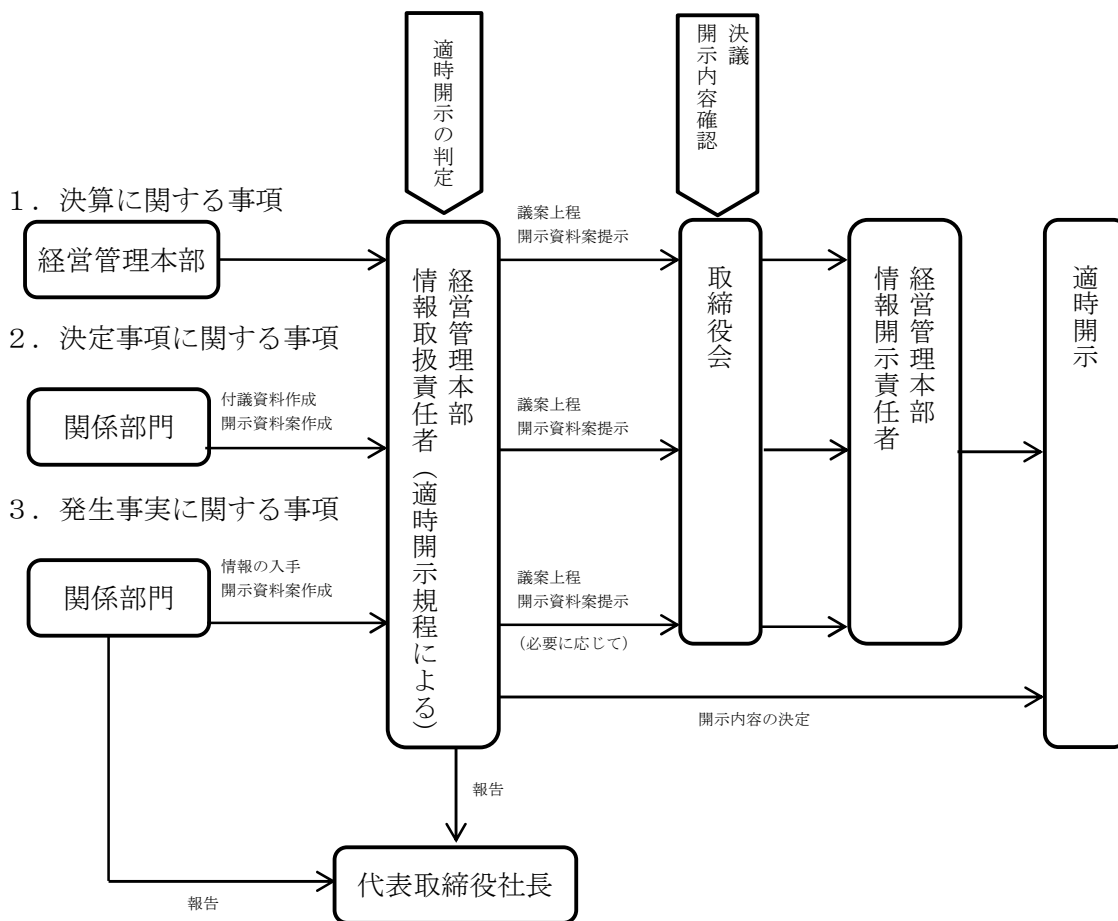 適時開示の判定
決議
開示内容確認
１．決算に関する事項
経営管理本部
２．決定事項に関する事項
関係部門
付議資料作成
開示資料案作成
３．発生事実に関する事項
関係部門
情報の入手
開示資料案作成
経営管理本部
情報取扱責任者（適時開示規程による）
議案上程
開示資料案提示
議案上程
開示資料案提示
議案上程
開示資料案提示
（必要に応じて）
取締役会
経営管理本部
情報開示責任者
適時開示
開示内容の決定
報告
代表取締役社長
報告